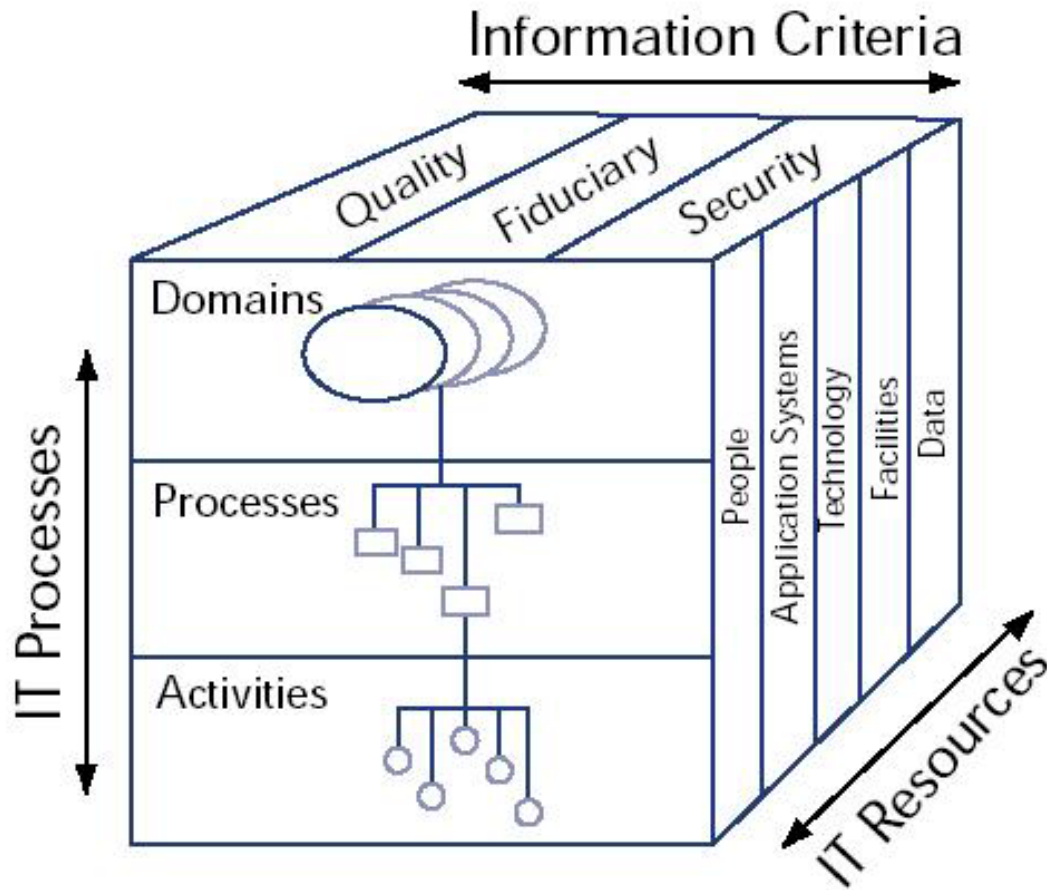 Information Criteria
Quality
Fiduciary
Security
Domains
Processes
Activities
IT Processes
People
Application Systems
Technology
Facilities
Data
IT Resources